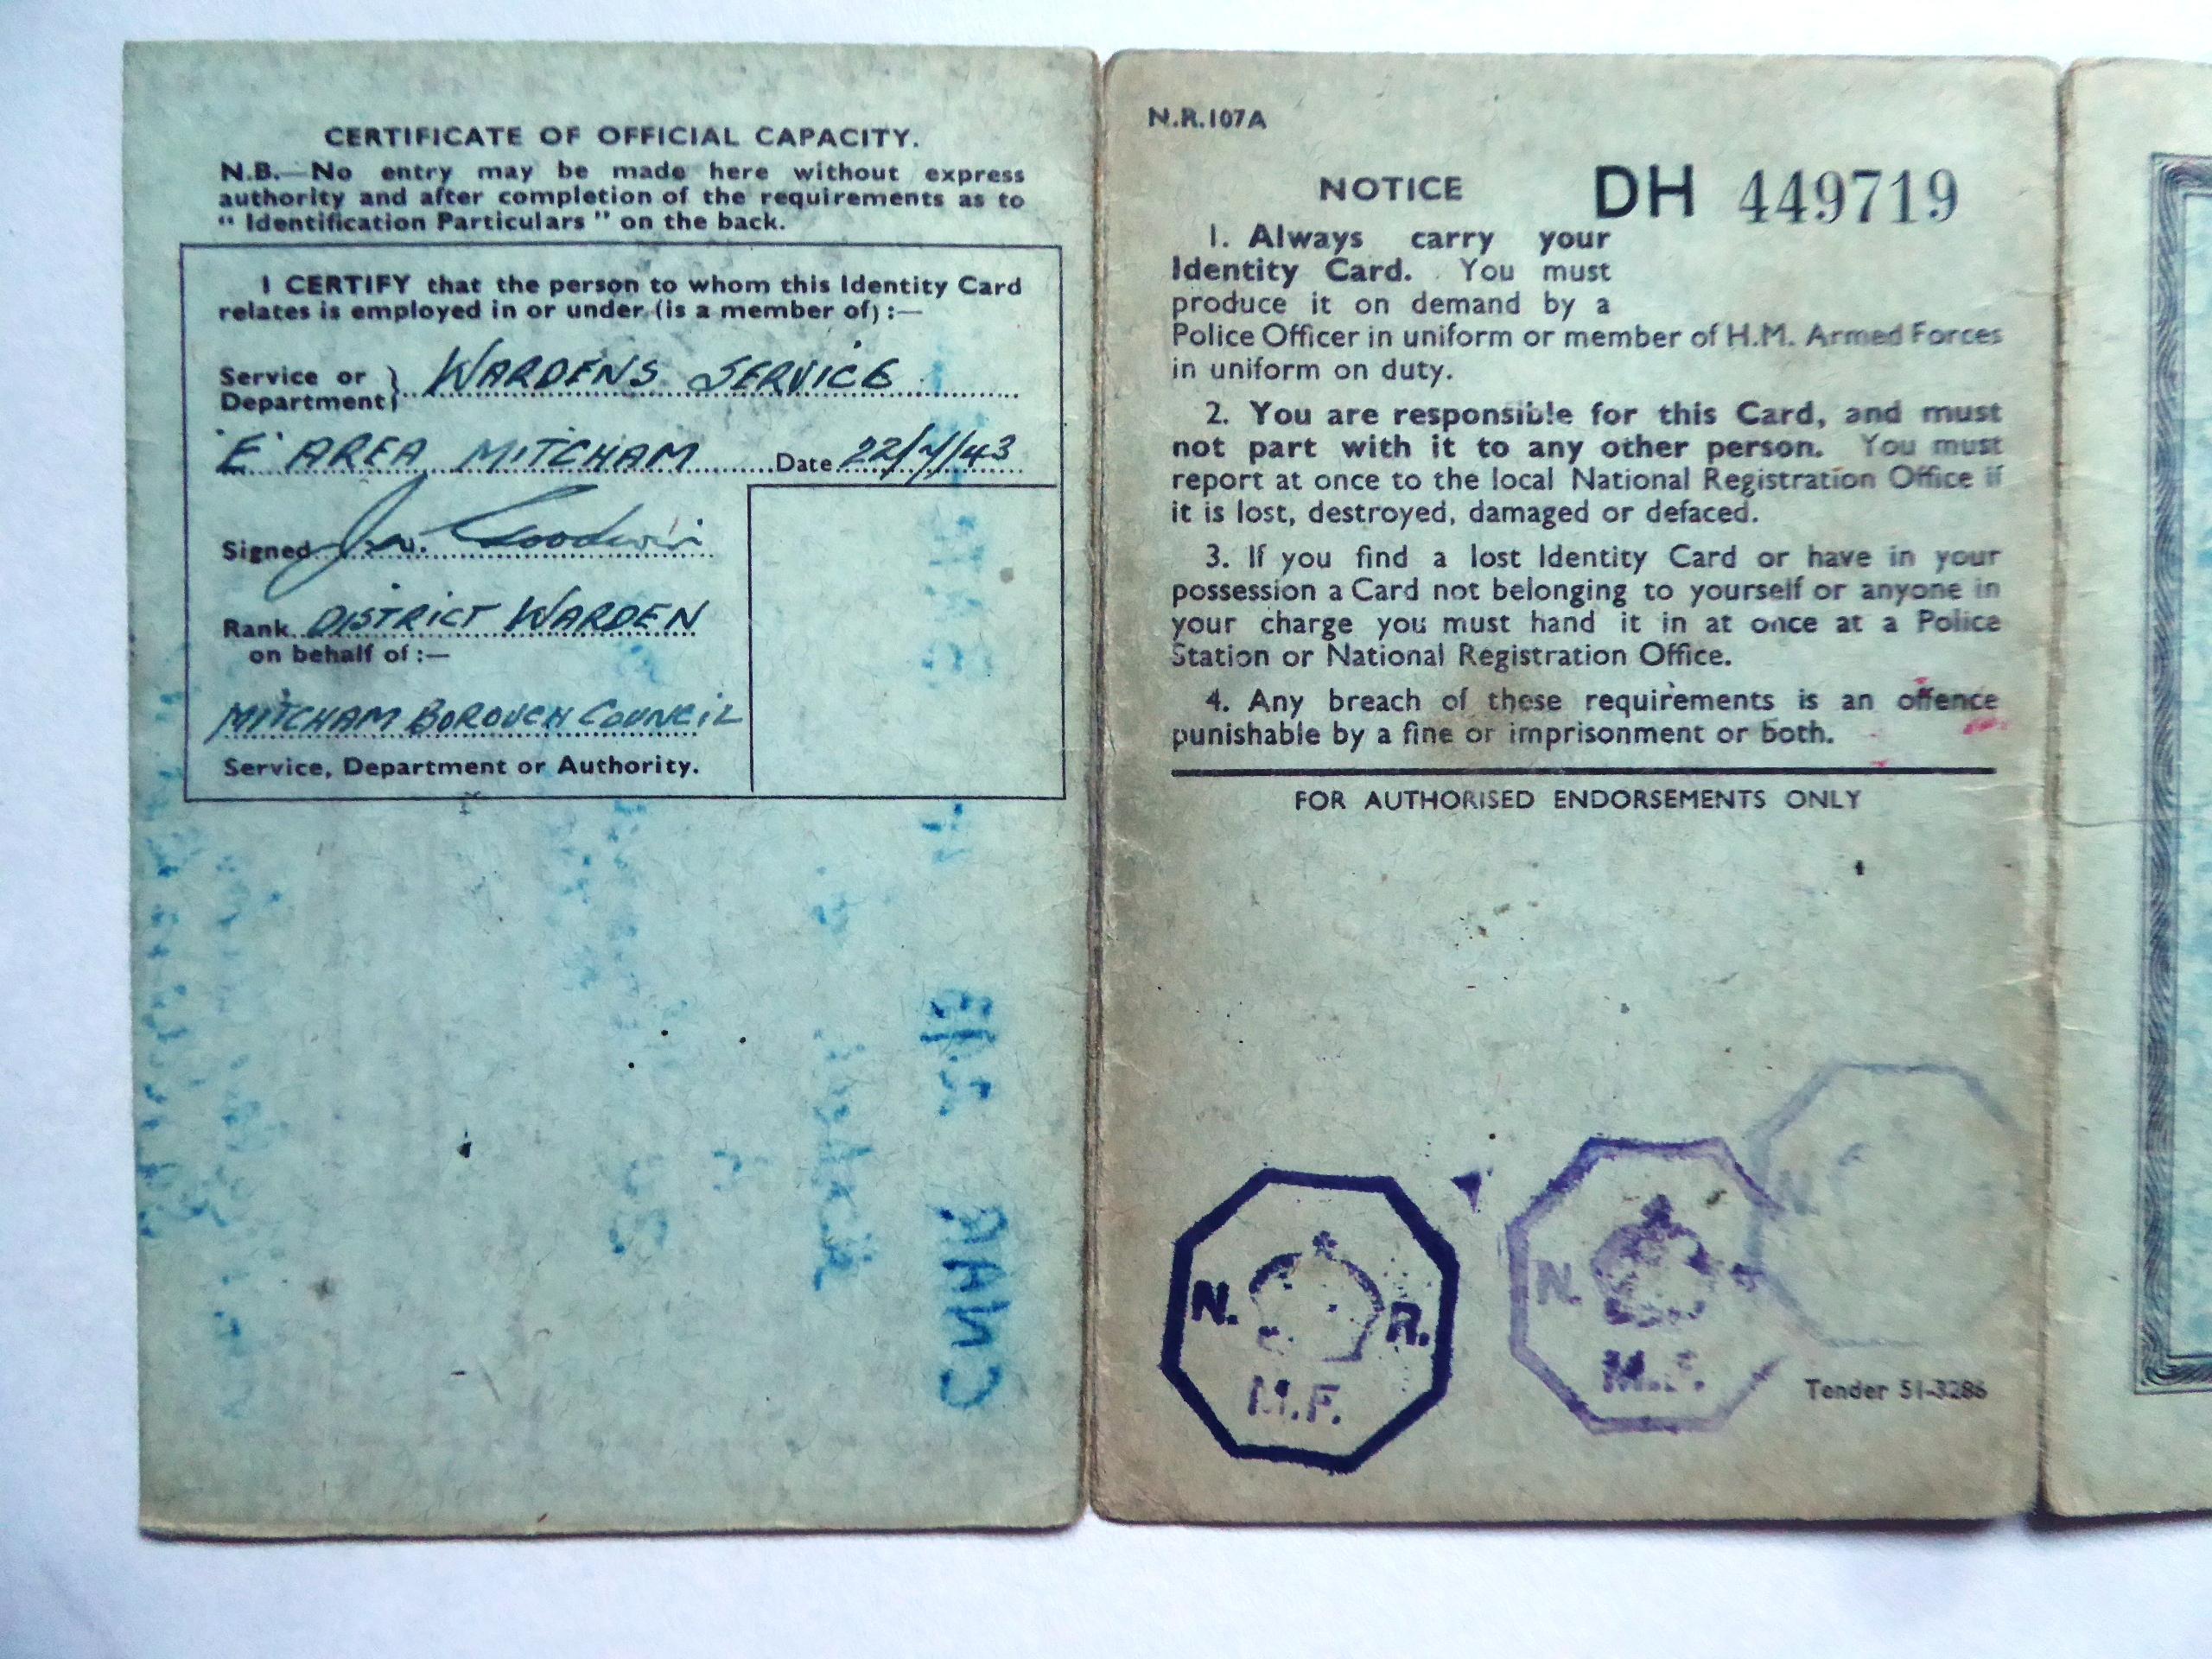 CERTIFICATE OF OFFICIAL CAPACITY.
N.B.—No entry may be made here without express
authority and after completion of the requirements as to
“ Identification Particulars ” on the back.
I CERTIFY that the person to whom this Identity Card
relates is employed in or under (is a member of) :—
Service or } WARDENS SERVICE
Department
'E' AREA MITCHAM Date 22/7/43
Signed Goodwin
Rank DISTRICT WARDEN
on behalf of :—
MITCHAM BOROUGH COUNCIL
Service, Department or Authority.
N.R.107A
NOTICE DH 449719
1. Always carry your
Identity Card. You must
produce it on demand by a
Police Officer in uniform or member of H.M. Armed Forces
in uniform on duty.
2. You are responsible for this Card, and must
not part with it to any other person. You must
report at once to the local National Registration Office if
it is lost, destroyed, damaged or defaced.
3. If you find a lost Identity Card or have in your
possession a Card not belonging to yourself or anyone in
your charge you must hand it in at once at a Police
Station or National Registration Office.
4. Any breach of these requirements is an offence
punishable by a fine or imprisonment or both.
FOR AUTHORISED ENDORSEMENTS ONLY
N. R.
M.F.
N.
M.F.
N.
Tender 51-3286